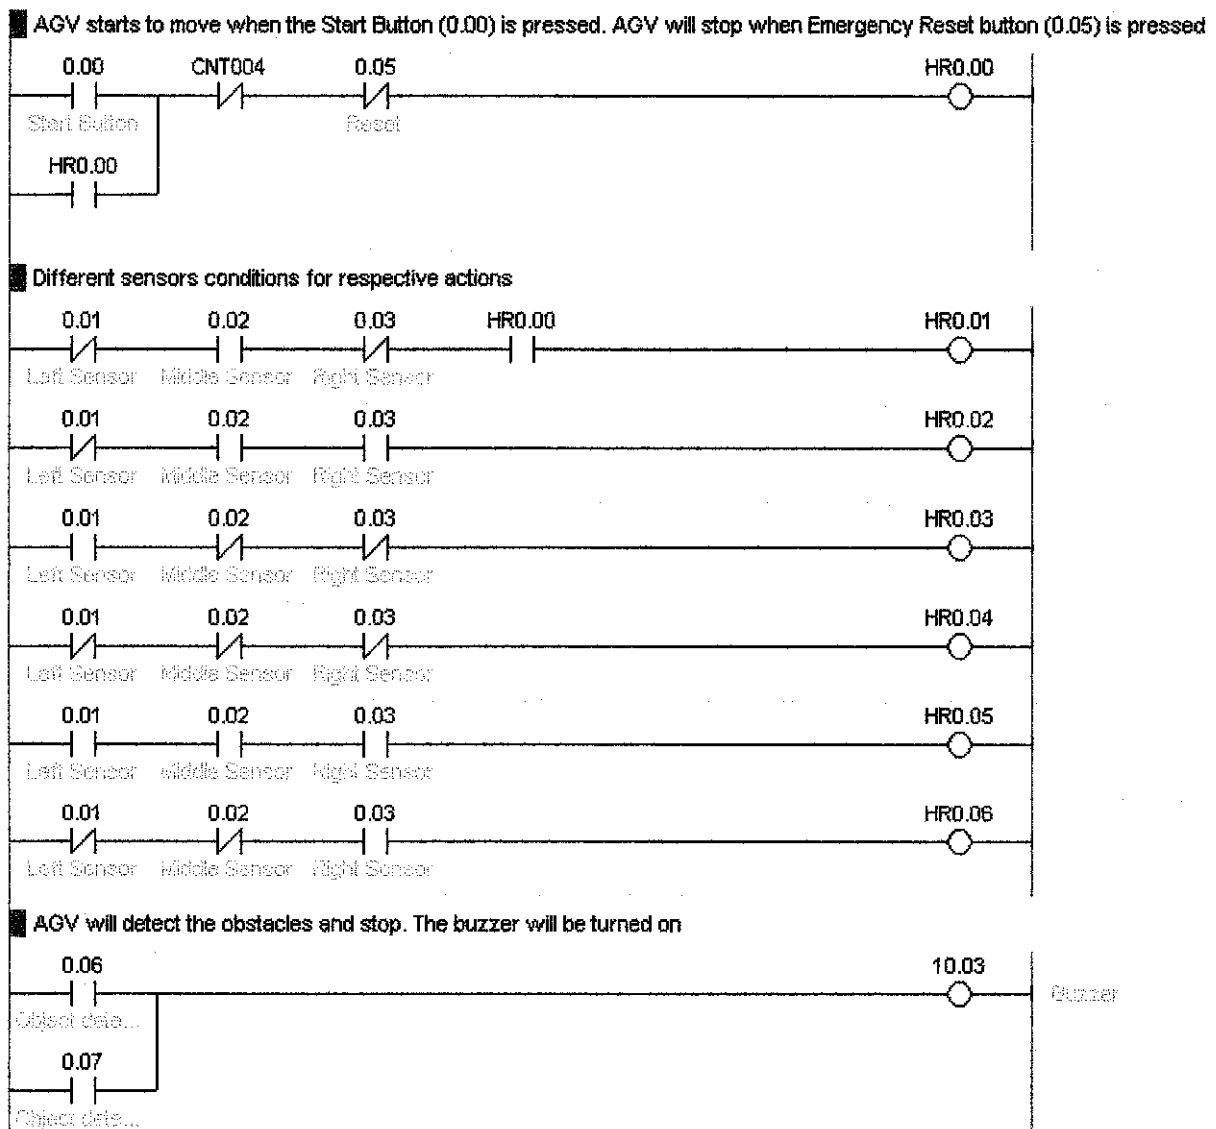 AGV starts to move when the Start Button (0.00) is pressed. AGV will stop when Emergency Reset button (0.05) is pressed
0.00 CNT004 0.05 HR0.00
Start Button Reset
HR0.00
Different sensors conditions for respective actions
0.01 0.02 0.03 HR0.00 HR0.01
Left Sensor Middle Sensor Right Sensor
0.01 0.02 0.03 HR0.02
Left Sensor Middle Sensor Right Sensor
0.01 0.02 0.03 HR0.03
Left Sensor Middle Sensor Right Sensor
0.01 0.02 0.03 HR0.04
Left Sensor Middle Sensor Right Sensor
0.01 0.02 0.03 HR0.05
Left Sensor Middle Sensor Right Sensor
0.01 0.02 0.03 HR0.06
Left Sensor Middle Sensor Right Sensor
AGV will detect the obstacles and stop. The buzzer will be turned on
0.06 10.03
Buzzer
Object dete...
0.07
Object dete...